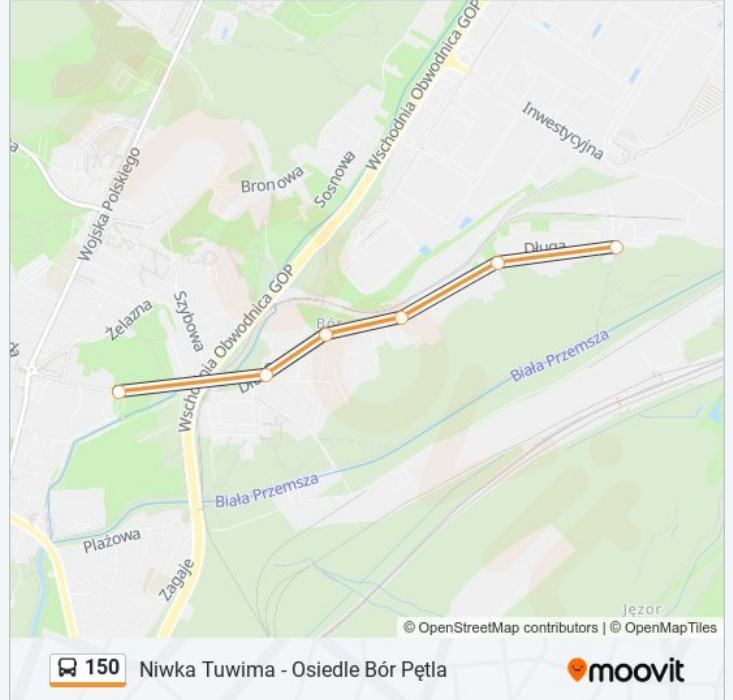 Wschodnia Obwodnica GOP
Inwestycyjna
Wojska Polskiego
Bronowa
Sosnowa
Długa
Żelazna
Szybowa
Wschodnia Obwodnica GOP
Bór
Biała Przemsza
Biała Przemsza
Plażowa
Zagaje
Jęzor
© OpenStreetMap contributors | © OpenMapTiles
150 Niwka Tuwima - Osiedle Bór Pętla
moovit